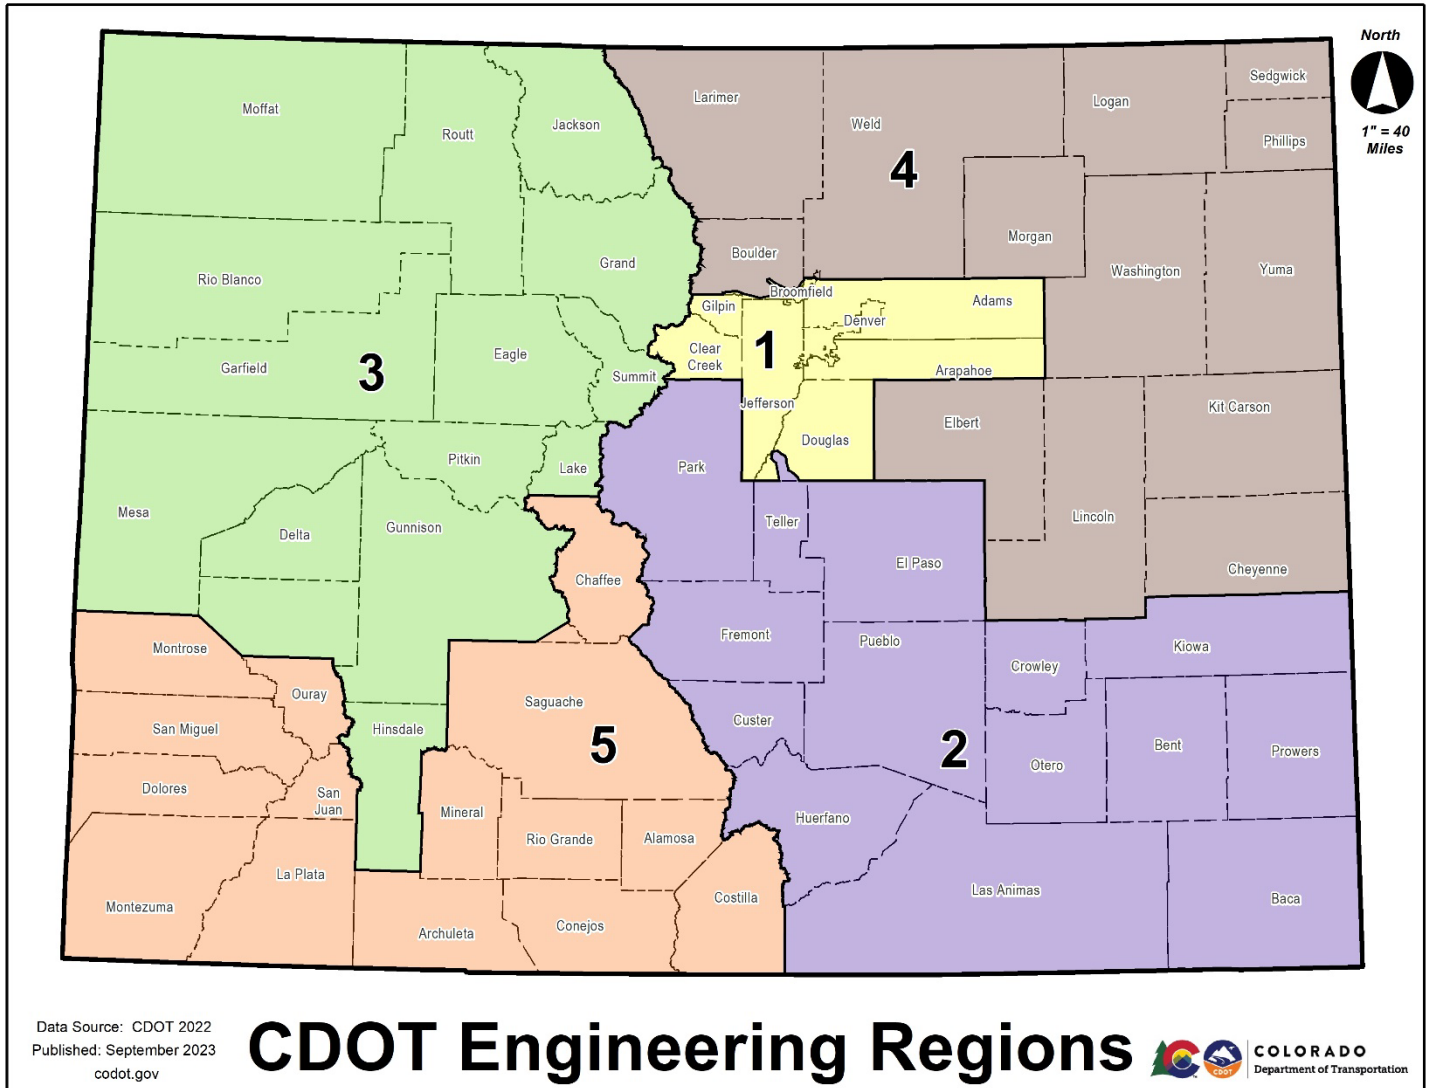 North
1" = 40
Miles
Sedgwick
Larimer
Logan
Moffat
Weld
Jackson
Routt
Phillips
4
Morgan
Boulder
Grand
Washington
Yuma
Rio Blanco
Broomfield
Adams
Gilpin
Denver
1
Clear
Creek
Eagle
Garfield
3
Arapahoe
Summit
Jefferson
Kit Carson
Elbert
Douglas
Pitkin
Lake
Park
Mesa
Lincoln
Teller
Gunnison
Delta
El Paso
Cheyenne
Chaffee
Fremont
Pueblo
Kiowa
Montrose
Crowley
Ouray
Saguache
Custer
San Miguel
Hinsdale
5
2
Bent
Prowers
Otero
Dolores
San
Juan
Mineral
Huerfano
Rio Grande
Alamosa
La Plata
Las Animas
Costilla
Baca
Montezuma
Conejos
Archuleta
Data Source: CDOT 2022
Published: September 2023
codot.gov
CDOT Engineering Regions
CDOT
COLORADO
Department of Transportation